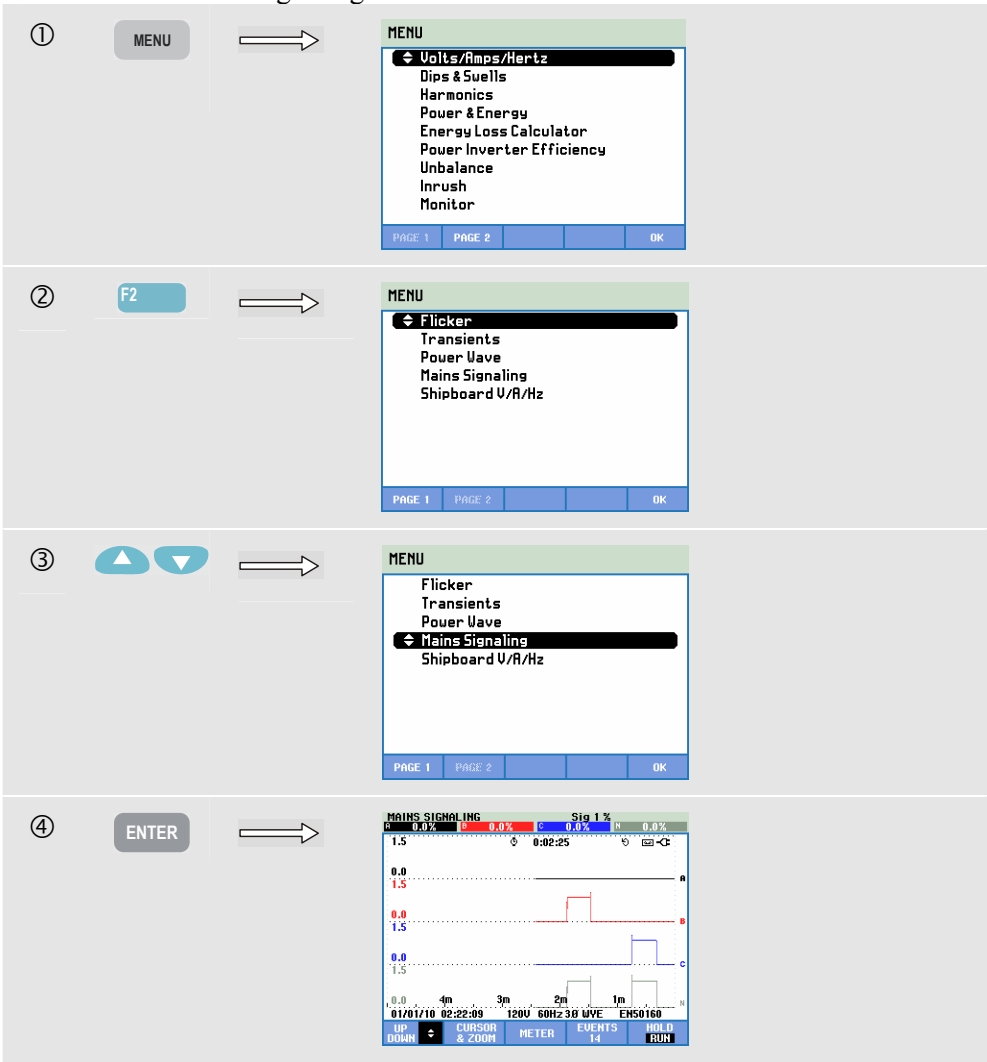 ①
MENU
MENU
Volts/Amps/Hertz
Dips & Swells
Harmonics
Power & Energy
Energy Loss Calculator
Power Inverter Efficiency
Unbalance
Inrush
Monitor
PAGE 1 PAGE 2 OK
②
F2
MENU
Flicker
Transients
Power Wave
Mains Signaling
Shipboard V/A/Hz
PAGE 1 PAGE 2 OK
③
MENU
Flicker
Transients
Power Wave
Mains Signaling
Shipboard V/A/Hz
PAGE 1 PAGE 2 OK
④
ENTER
MAINS SIGNALING Sig 1 %
A 0.0% B 0.0% C 0.0% N 0.0%
1.5 0:02:25
0.0 A
1.5
0.0 B
1.5
0.0 C
1.5
0.0 4m 3m 2m 1m N
01/01/10 02:22:09 120V 60Hz 3Ø WYE EN50160
UP DOWN CURSOR & ZOOM METER EVENTS 14 HOLD RUN